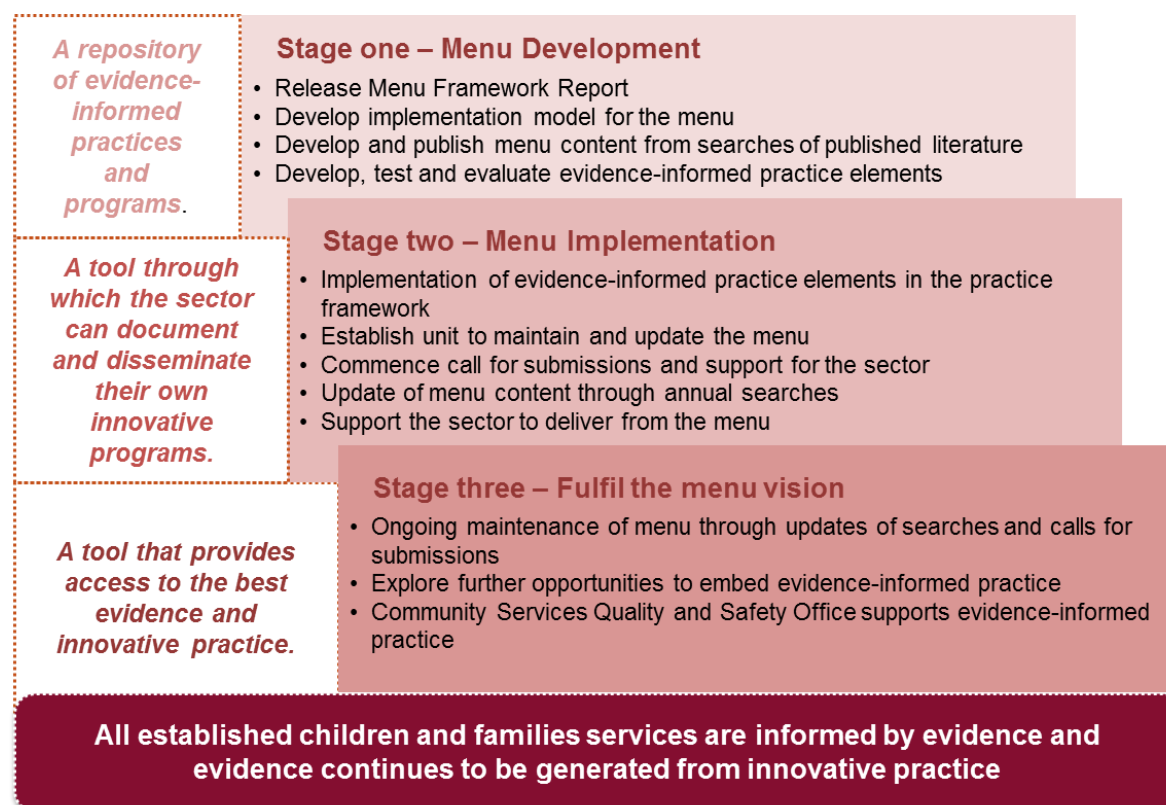 A repository
of evidence-
informed
practices
and
programs.
Stage one – Menu Development
• Release Menu Framework Report
• Develop implementation model for the menu
• Develop and publish menu content from searches of published literature
• Develop, test and evaluate evidence-informed practice elements
A tool through
which the sector
can document
and disseminate
their own
innovative
programs.
Stage two – Menu Implementation
• Implementation of evidence-informed practice elements in the practice
framework
• Establish unit to maintain and update the menu
• Commence call for submissions and support for the sector
• Update of menu content through annual searches
• Support the sector to deliver from the menu
A tool that provides
access to the best
evidence and
innovative practice.
Stage three – Fulfil the menu vision
• Ongoing maintenance of menu through updates of searches and calls for
submissions
• Explore further opportunities to embed evidence-informed practice
• Community Services Quality and Safety Office supports evidence-informed
practice
All established children and families services are informed by evidence and
evidence continues to be generated from innovative practice